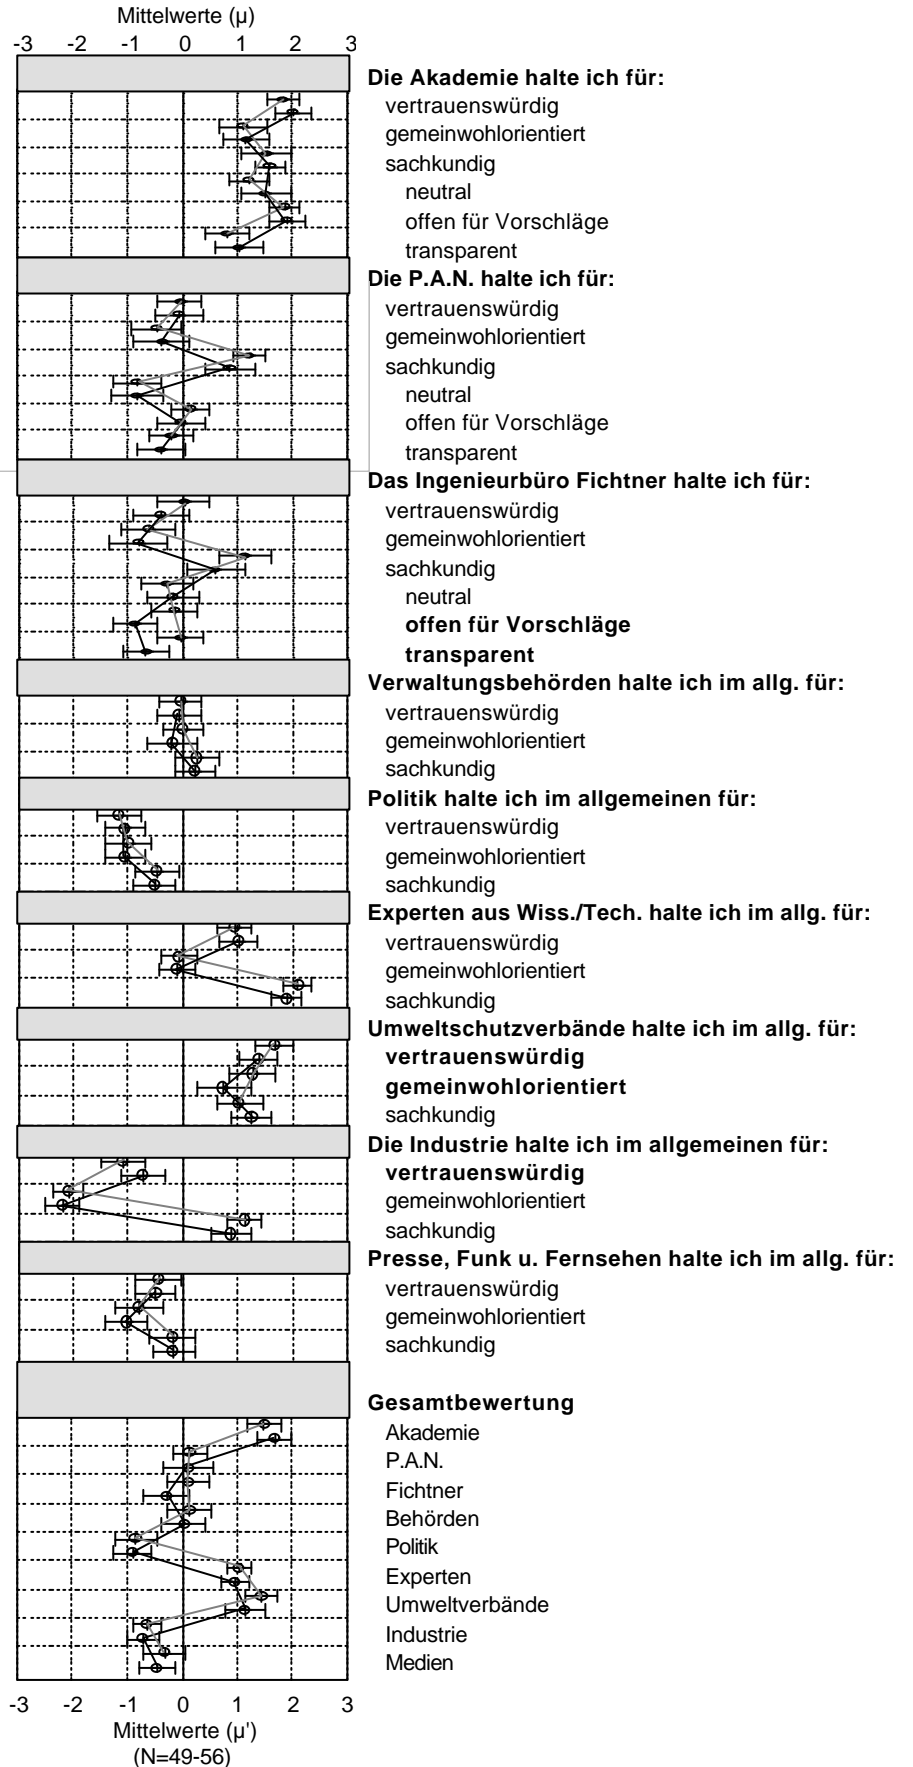 Mittelwerte (µ)
-3 -2 -1 0 1 2 3
Die Akademie halte ich für:
vertrauenswürdig
gemeinwohlorientiert
sachkundig
neutral
offen für Vorschläge
transparent
Die P.A.N. halte ich für:
vertrauenswürdig
gemeinwohlorientiert
sachkundig
neutral
offen für Vorschläge
transparent
Das Ingenieurbüro Fichtner halte ich für:
vertrauenswürdig
gemeinwohlorientiert
sachkundig
neutral
offen für Vorschläge
transparent
Verwaltungsbehörden halte ich im allg. für:
vertrauenswürdig
gemeinwohlorientiert
sachkundig
Politik halte ich im allgemeinen für:
vertrauenswürdig
gemeinwohlorientiert
sachkundig
Experten aus Wiss./Tech. halte ich im allg. für:
vertrauenswürdig
gemeinwohlorientiert
sachkundig
Umweltschutzverbände halte ich im allg. für:
vertrauenswürdig
gemeinwohlorientiert
sachkundig
Die Industrie halte ich im allgemeinen für:
vertrauenswürdig
gemeinwohlorientiert
sachkundig
Presse, Funk u. Fernsehen halte ich im allg. für:
vertrauenswürdig
gemeinwohlorientiert
sachkundig
Gesamtbewertung
Akademie
P.A.N.
Fichtner
Behörden
Politik
Experten
Umweltverbände
Industrie
Medien
-3 -2 -1 0 1 2 3
Mittelwerte (µ')
(N=49-56)